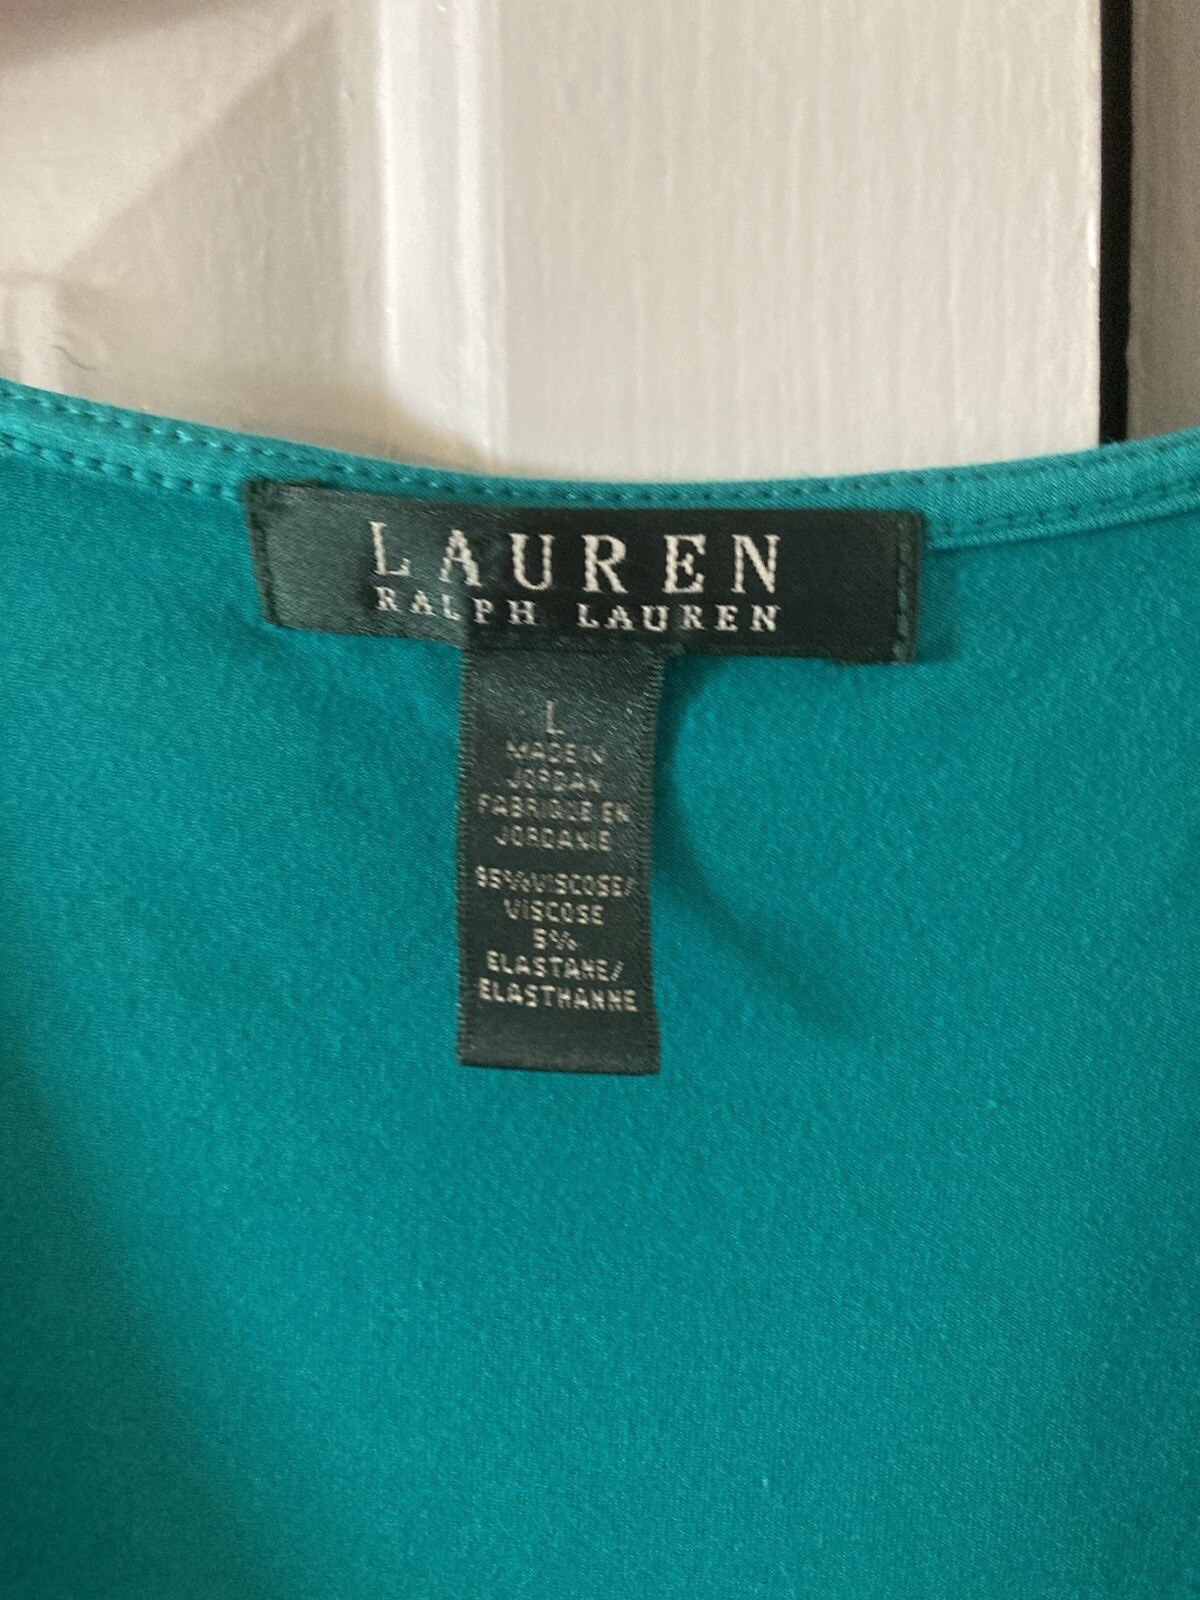 LAUREN
RALPH LAUREN
L
MADE IN
JORDAN
FABRIQUE EN
JORDANIE
95% VISCOSE/
VISCOSE
5%
ELASTANE/
ELASTHANNE